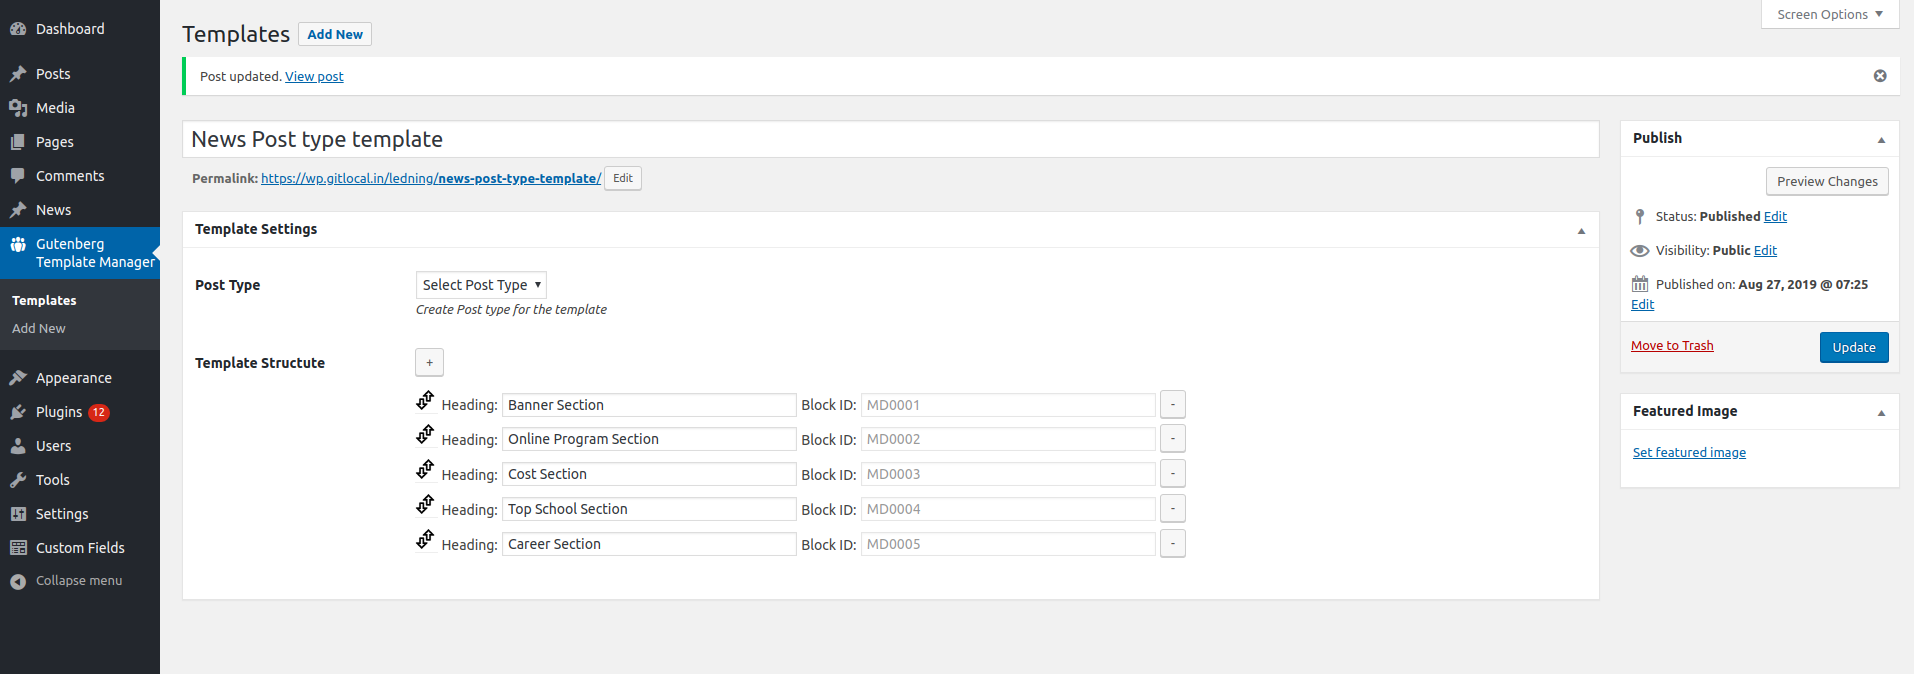 Dashboard
Posts
Media
Pages
Comments
News
Gutenberg
Template Manager
Templates
Add New
Appearance
Plugins 12
Users
Tools
Settings
Custom Fields
Collapse menu
Screen Options
Templates Add New
Post updated. View post
News Post type template
Permalink: https://wp.gitlocal.in/ledning/news-post-type-template/ Edit
Template Settings
Post Type Select Post Type
Create Post type for the template
Template Structute +
Heading: Banner Section Block ID: MD0001 -
Heading: Online Program Section Block ID: MD0002 -
Heading: Cost Section Block ID: MD0003 -
Heading: Top School Section Block ID: MD0004 -
Heading: Career Section Block ID: MD0005 -
Publish
Preview Changes
Status: Published Edit
Visibility: Public Edit
Published on: Aug 27, 2019 @ 07:25
Edit
Move to Trash Update
Featured Image
Set featured image